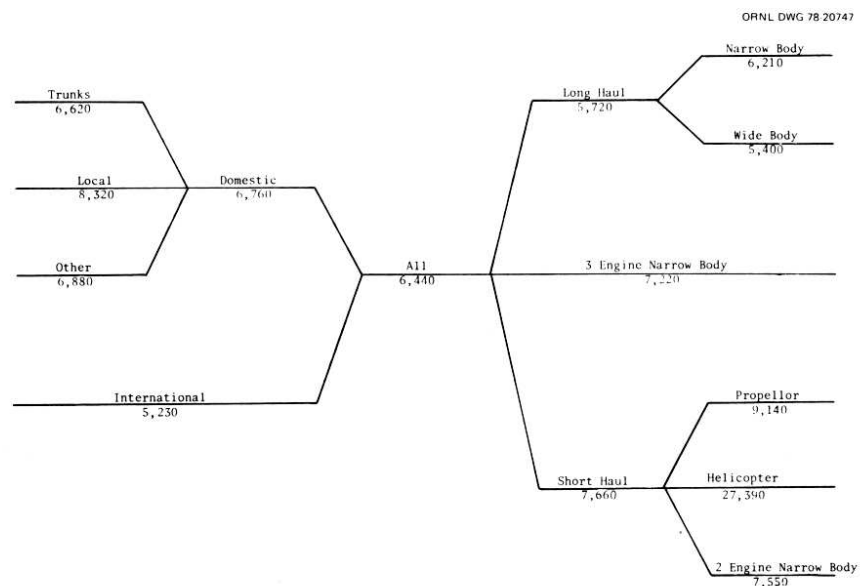 ORNL DWG 78-20747
Narrow Body
6,210
Trunks
6,620
Long Haul
5,720
Wide Body
5,400
Local
8,320
Domestic
6,760
Other
6,880
All
6,440
3 Engine Narrow Body
7,220
International
5,230
Propellor
9,140
Short Haul
7,660
Helicopter
27,390
2 Engine Narrow Body
7,550